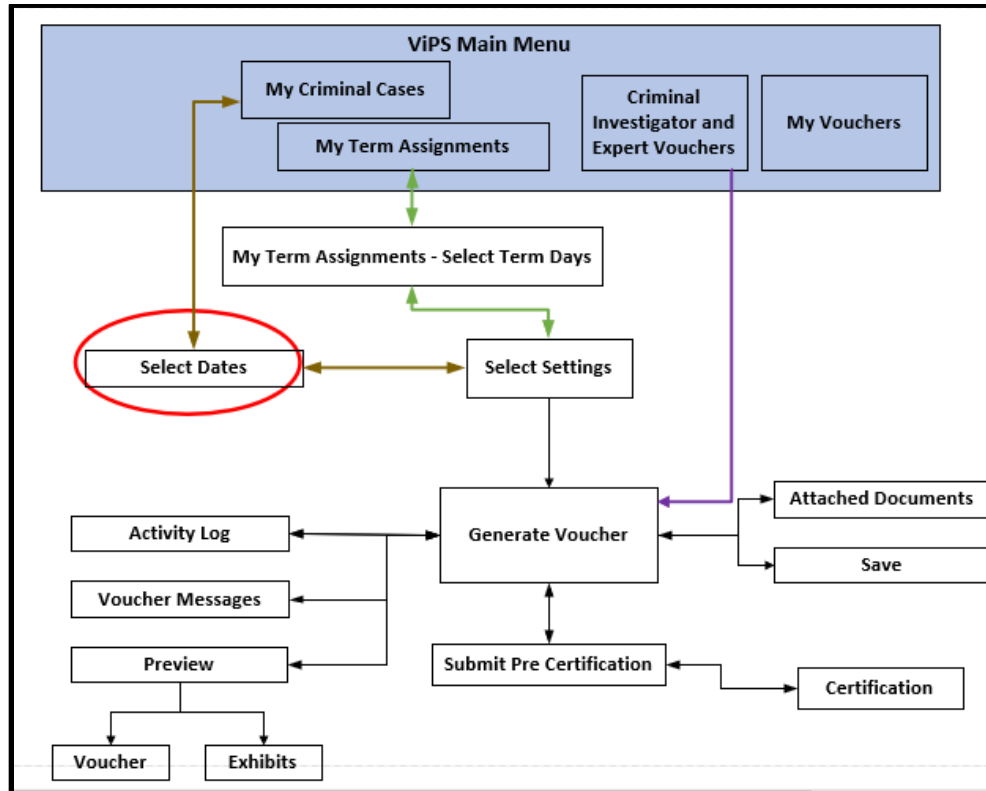 ViPS Main Menu
My Criminal Cases
My Term Assignments
Criminal
Investigator and
Expert Vouchers
My Vouchers
My Term Assignments - Select Term Days
Select Dates
Select Settings
Generate Voucher
Attached Documents
Save
Activity Log
Voucher Messages
Preview
Submit Pre Certification
Certification
Voucher
Exhibits